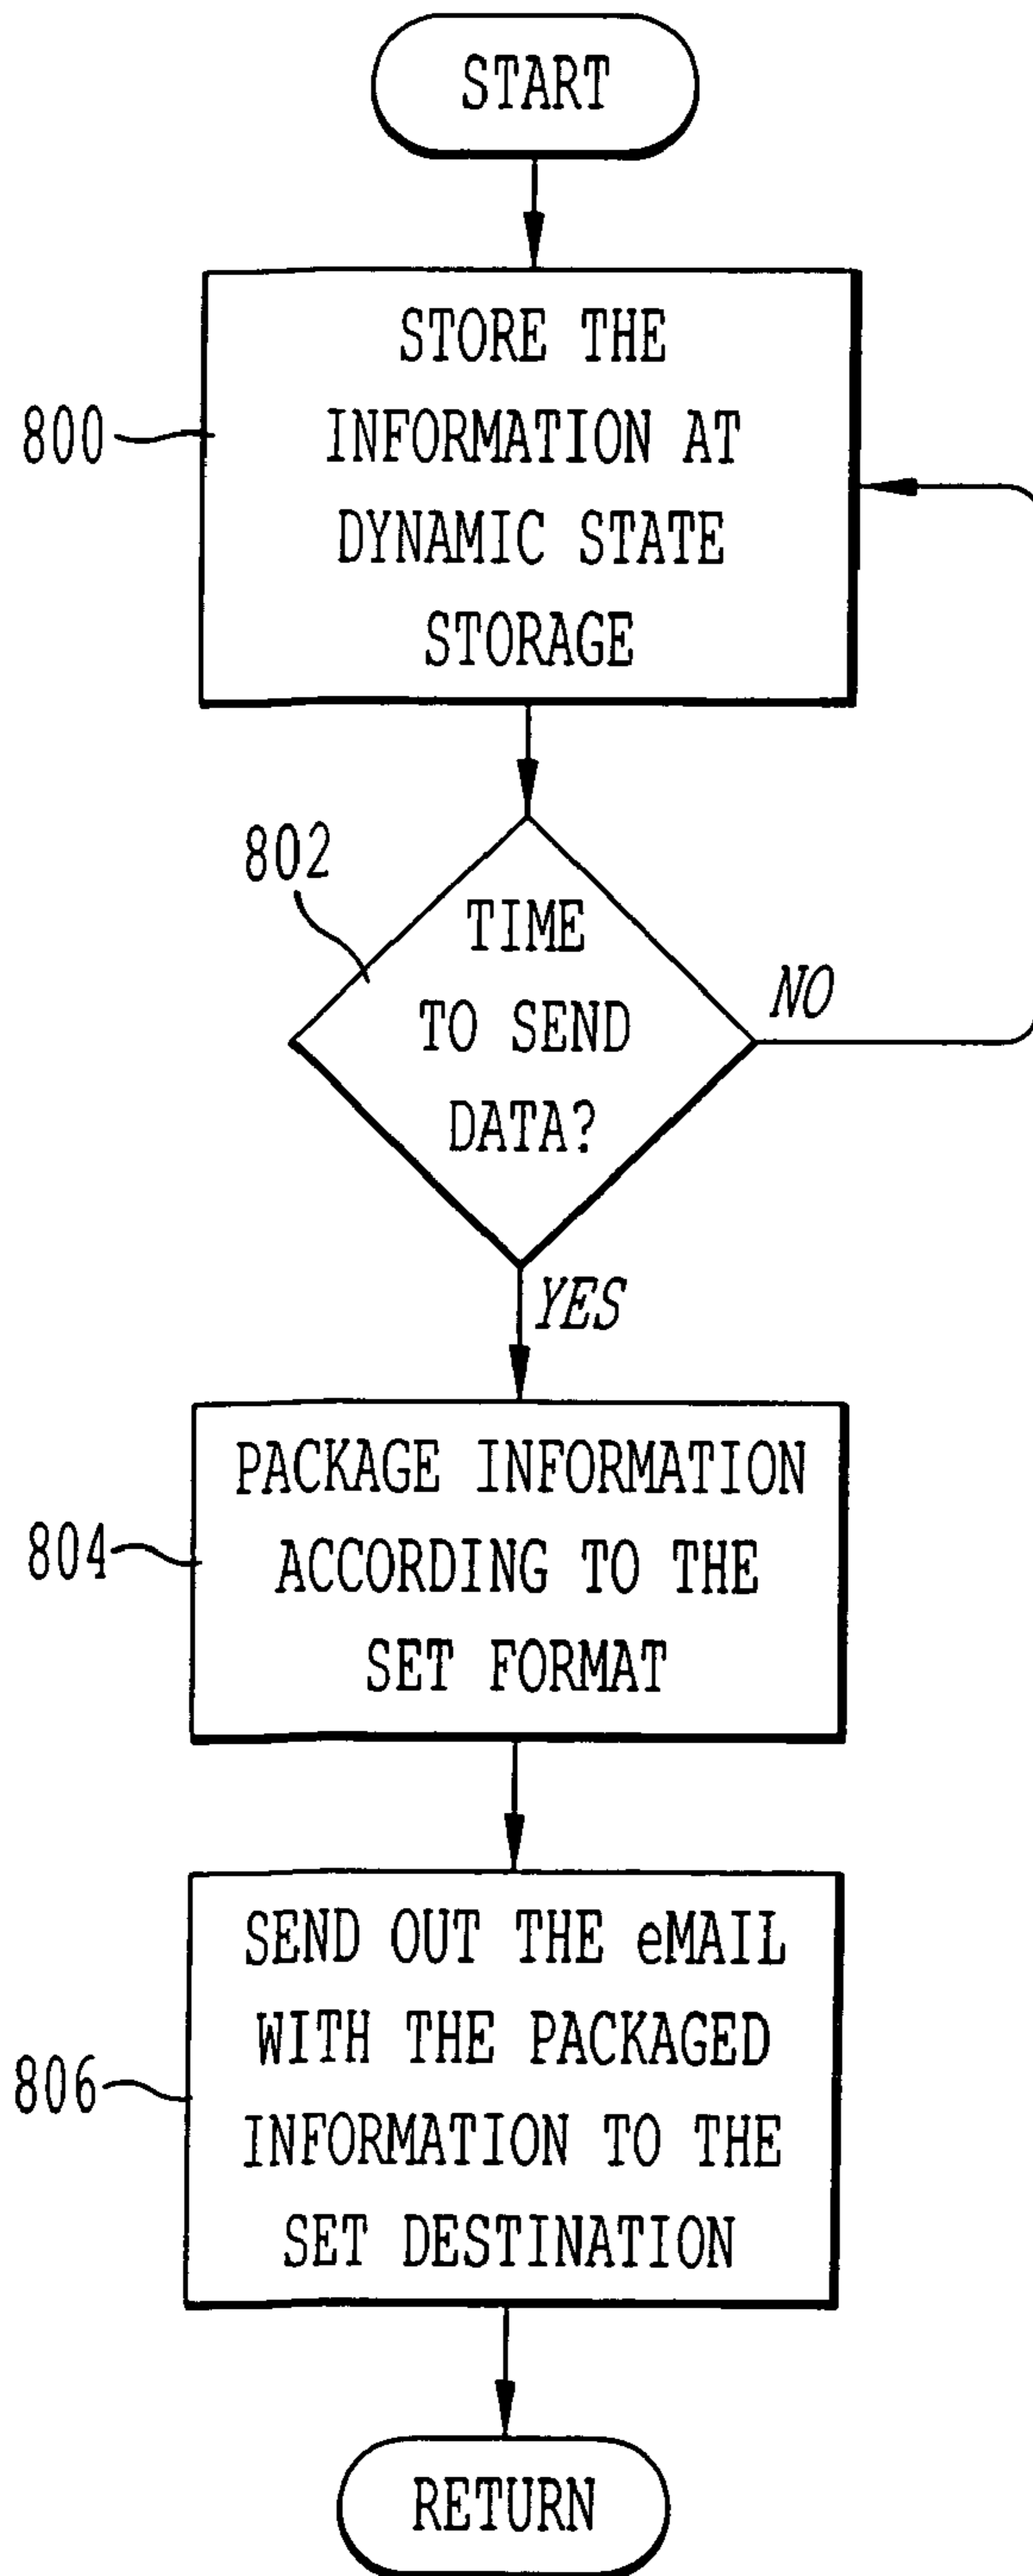 START
STORE THE
INFORMATION AT
DYNAMIC STATE
STORAGE
800
802
TIME
TO SEND
DATA?
NO
YES
PACKAGE INFORMATION
ACCORDING TO THE
SET FORMAT
804
SEND OUT THE eMAIL
WITH THE PACKAGED
INFORMATION TO THE
SET DESTINATION
806
RETURN